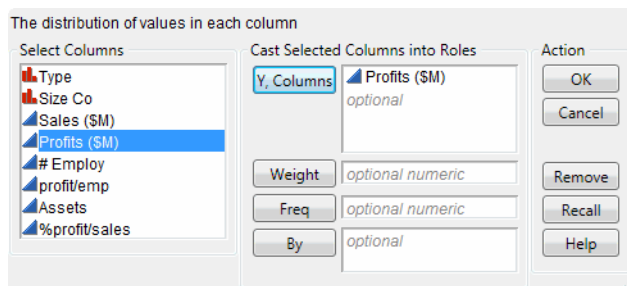 The distribution of values in each column
Select Columns
Type
Size Co
Sales ($M)
Profits ($M)
# Employ
profit/emp
Assets
%profit/sales
Cast Selected Columns into Roles
Y, Columns
Profits ($M)
optional
Weight
optional numeric
Freq
optional numeric
By
optional
Action
OK
Cancel
Remove
Recall
Help